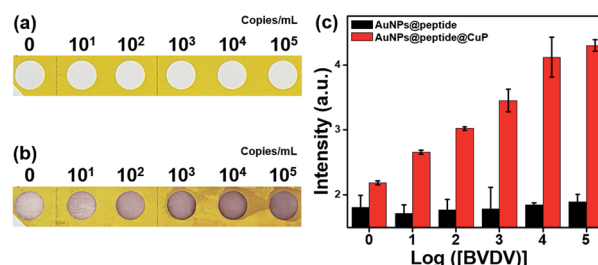 (a)
Copies/mL
0 10¹ 10² 10³ 10⁴ 10⁵
(b)
Copies/mL
0 10¹ 10² 10³ 10⁴ 10⁵
(c)
AuNPs@peptide
AuNPs@peptide@CuP
Intensity (a.u.)
4
3
2
0 1 2 3 4 5
Log ([BVDV)]